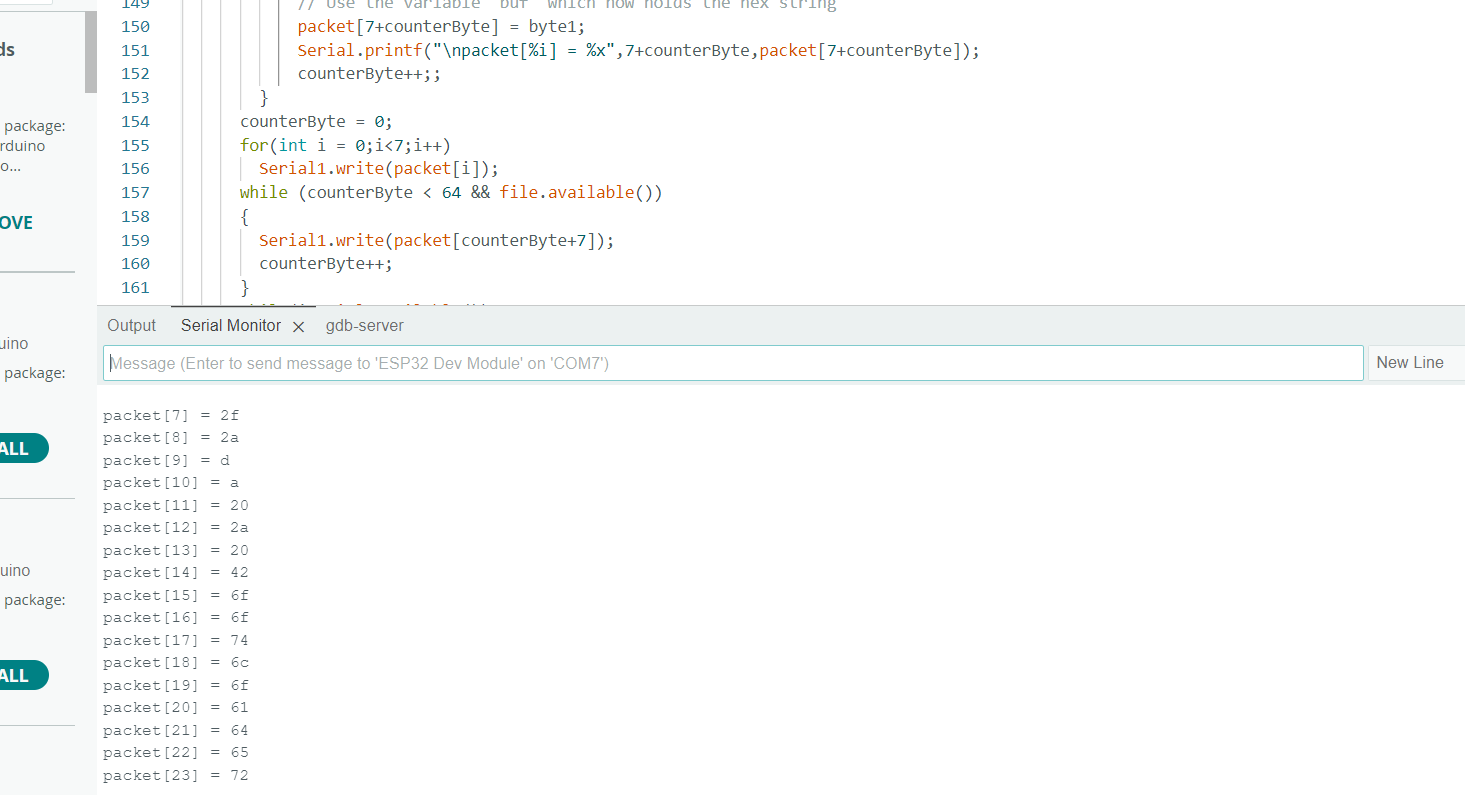 149 // Use the variable 'buf' which now holds the hex string
ds
150 packet[7+counterByte] = byte1;
151 Serial.printf("\npacket[%i] = %x",7+counterByte,packet[7+counterByte]);
152 counterByte++;;
153 }
package:
154 counterByte = 0;
rduino
155 for(int i = 0;i<7;i++)
o...
156 Serial1.write(packet[i]);
157 while (counterByte < 64 && file.available())
OVE
158 {
159 Serial1.write(packet[counterByte+7]);
160 counterByte++;
161 }
Output Serial Monitor × gdb-server
uino
Message (Enter to send message to 'ESP32 Dev Module' on 'COM7') New Line
package:
packet[7] = 2f
packet[8] = 2a
ALL
packet[9] = d
packet[10] = a
packet[11] = 20
packet[12] = 2a
packet[13] = 20
uino
packet[14] = 42
package:
packet[15] = 6f
packet[16] = 6f
packet[17] = 74
packet[18] = 6c
ALL
packet[19] = 6f
packet[20] = 61
packet[21] = 64
packet[22] = 65
packet[23] = 72